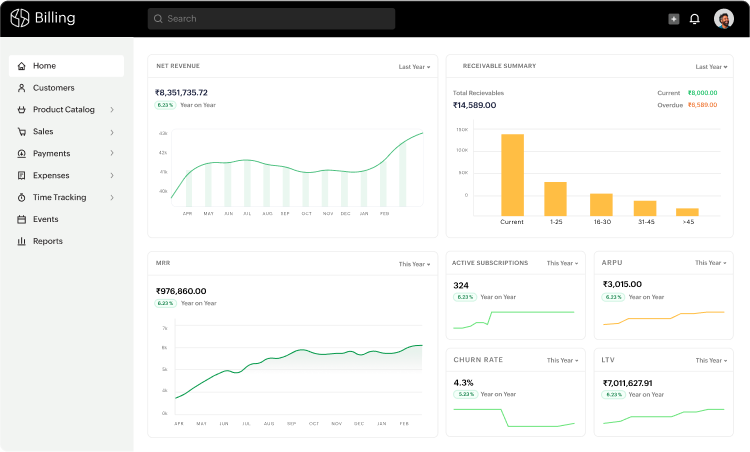 Billing
Search
Home
Customers
Product Catalog
Sales
Payments
Expenses
Time Tracking
Events
Reports
NET REVENUE
Last Year
₹8,351,735.72
6.23 %
Year on Year
43k
42k
41k
40k
APR MAY JUN JUL AUG SEP OCT NOV DEC JAN FEB
RECEIVABLE SUMMARY
Last Year
Total Recievables
₹14,589.00
Current ₹8,000.00
Overdue ₹6,589.00
150K
100K
50K
0
Current 1-25 16-30 31-45 >45
MRR
This Year
₹976,860.00
6.23 %
Year on Year
7k
6k
5k
4k
0k
APR MAY JUN JUL AUG SEP OCT NOV DEC JAN FEB
ACTIVE SUBSCRIPTIONS
This Year
324
6.23 %
Year on Year
ARPU
This Year
₹3,015.00
6.23 %
Year on Year
CHURN RATE
This Year
4.3%
5.23 %
Year on Year
LTV
This Year
₹7,011,627.91
6.23 %
Year on Year